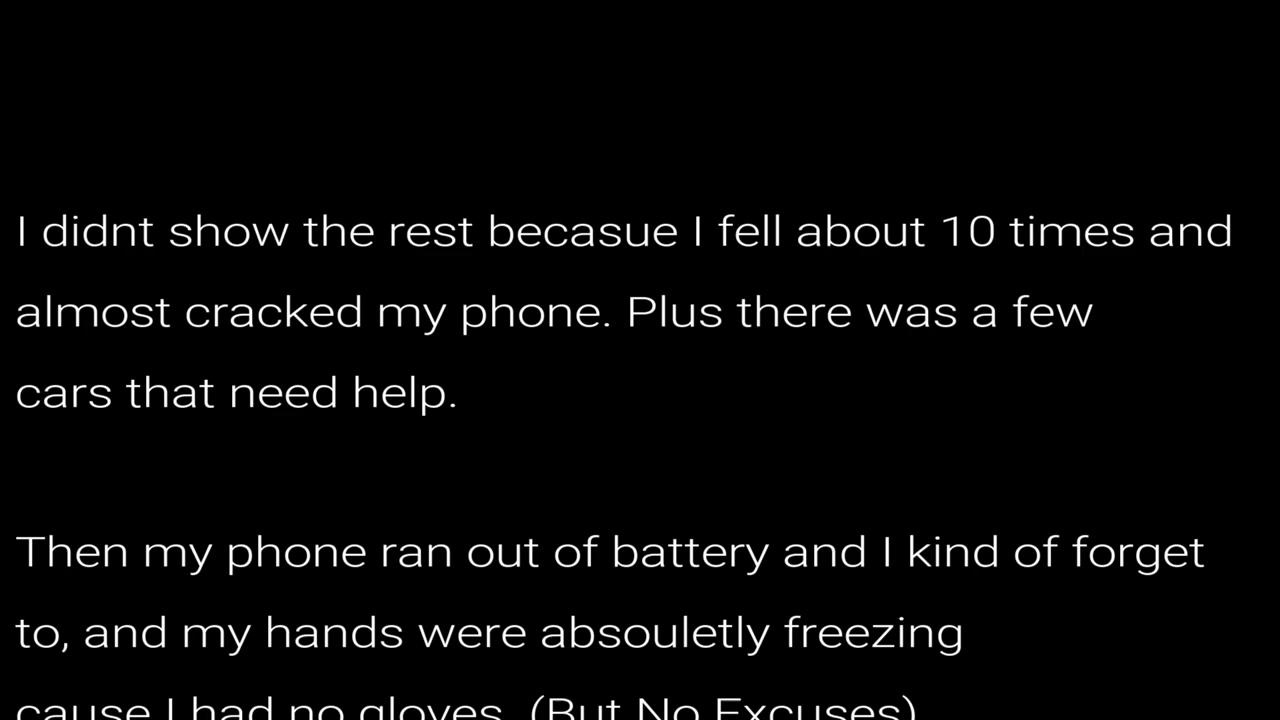 I didnt show the rest becasue I fell about 10 times and
almost cracked my phone. Plus there was a few
cars that need help.
Then my phone ran out of battery and I kind of forget
to, and my hands were absouletly freezing
cause I had no gloves. (But No Excuses)